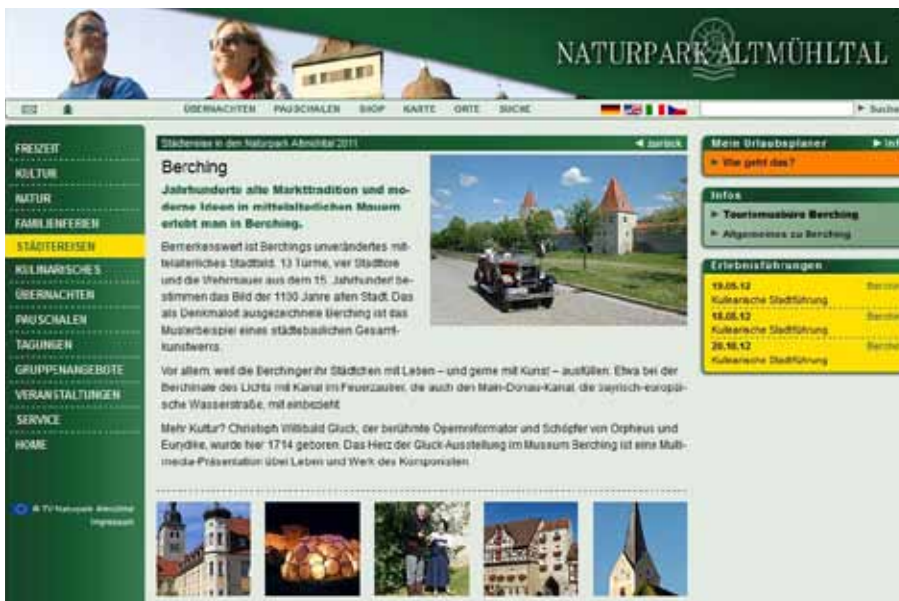 NATURPARK ALTMÜHLTAL
ÜBERNACHTEN PAUSCHALEN SHOP KARTE ORTE SUCHE
Suche
FREIZEIT
KULTUR
NATUR
FAMILIENFERIEN
STÄDTEREISEN
KULINARISCHES
ÜBERNACHTEN
PAUSCHALEN
TAGUNGEN
GRUPPENANGEBOTE
VERANSTALTUNGEN
SERVICE
HOME
© TV Naturpark Altmühltal
Impressum
Städtereise in den Naturpark Altmühltal 2011
zurück
Berching
Jahrhunderte alte Markttradition und mo-
derne Ideen in mittelalterlichen Mauern
erlebt man in Berching.
Bemerkenswert ist Berchings unverändertes mit-
telalterliches Stadtbild. 13 Türme, vier Stadttore
und die Wehrmauer aus dem 15. Jahrhundert be-
stimmen das Bild der 1100 Jahre alten Stadt. Das
als Denkmalort ausgezeichnete Berching ist das
Musterbeispiel eines städtebaulichen Gesamt-
kunstwerks.
Vor allem, weil die Berchinger ihr Städtchen mit Leben – und gerne mit Kunst – ausfüllen. Etwa bei der
Berchinale des Lichts mit Kanal im Feuerzauber, die auch den Main-Donau-Kanal, die bayrisch-europäi-
sche Wasserstraße, mit einbezieht.
Mehr Kultur? Christoph Willibald Gluck, der berühmte Opernreformator und Schöpfer von Orpheus und
Eurydike, wurde hier 1714 geboren. Das Herz der Gluck-Ausstellung im Museum Berching ist eine Multi-
media-Präsentation über Leben und Werk des Komponisten.
Mein Urlaubsplaner
Wie geht das?
Infos
Tourismusbüro Berching
Allgemeines zu Berching
Erlebnisführungen
19.05.12
Kulinarische Stadtführung
18.08.12
Kulinarische Stadtführung
20.10.12
Kulinarische Stadtführung